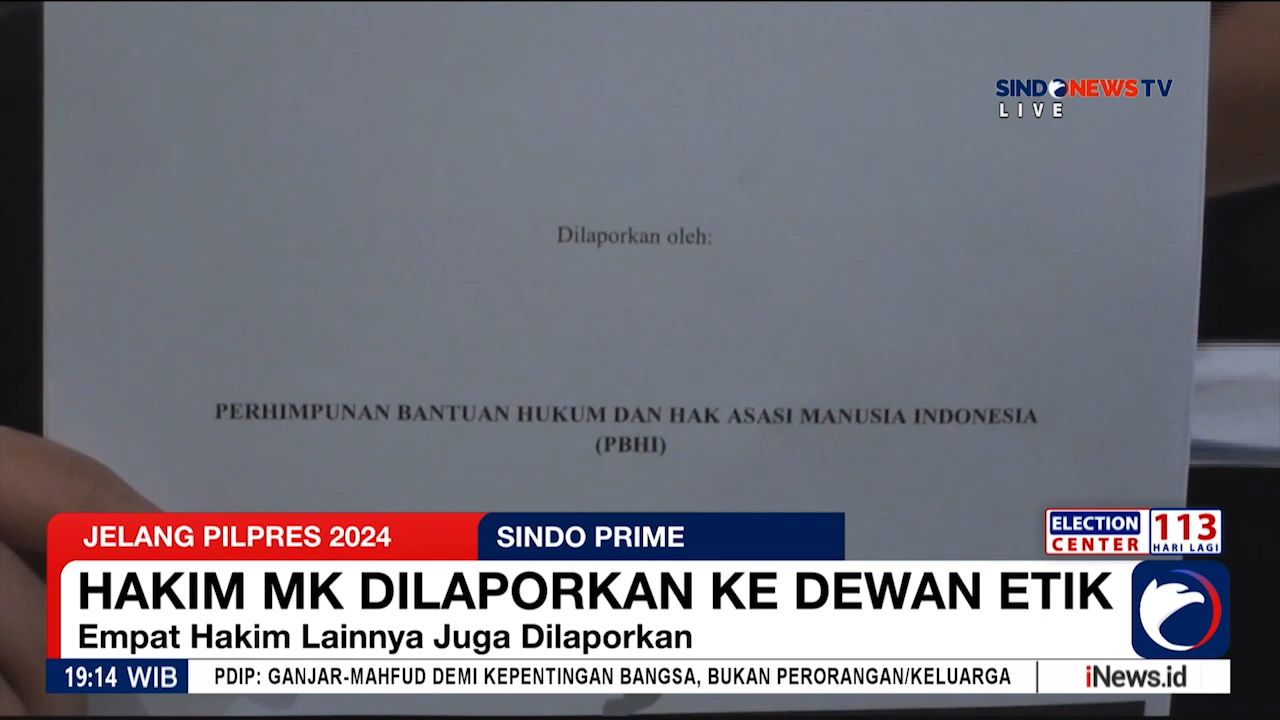 SINDONEWS TV
LIVE
Dilaporkan oleh:
PERHIMPUNAN BANTUAN HUKUM DAN HAK ASASI MANUSIA INDONESIA
(PBHI)
JELANG PILPRES 2024
SINDO PRIME
ELECTION CENTER
113 HARI LAGI
HAKIM MK DILAPORKAN KE DEWAN ETIK
Empat Hakim Lainnya Juga Dilaporkan
19:14 WIB
PDIP: GANJAR-MAHFUD DEMI KEPENTINGAN BANGSA, BUKAN PERORANGAN/KELUARGA
iNews.id